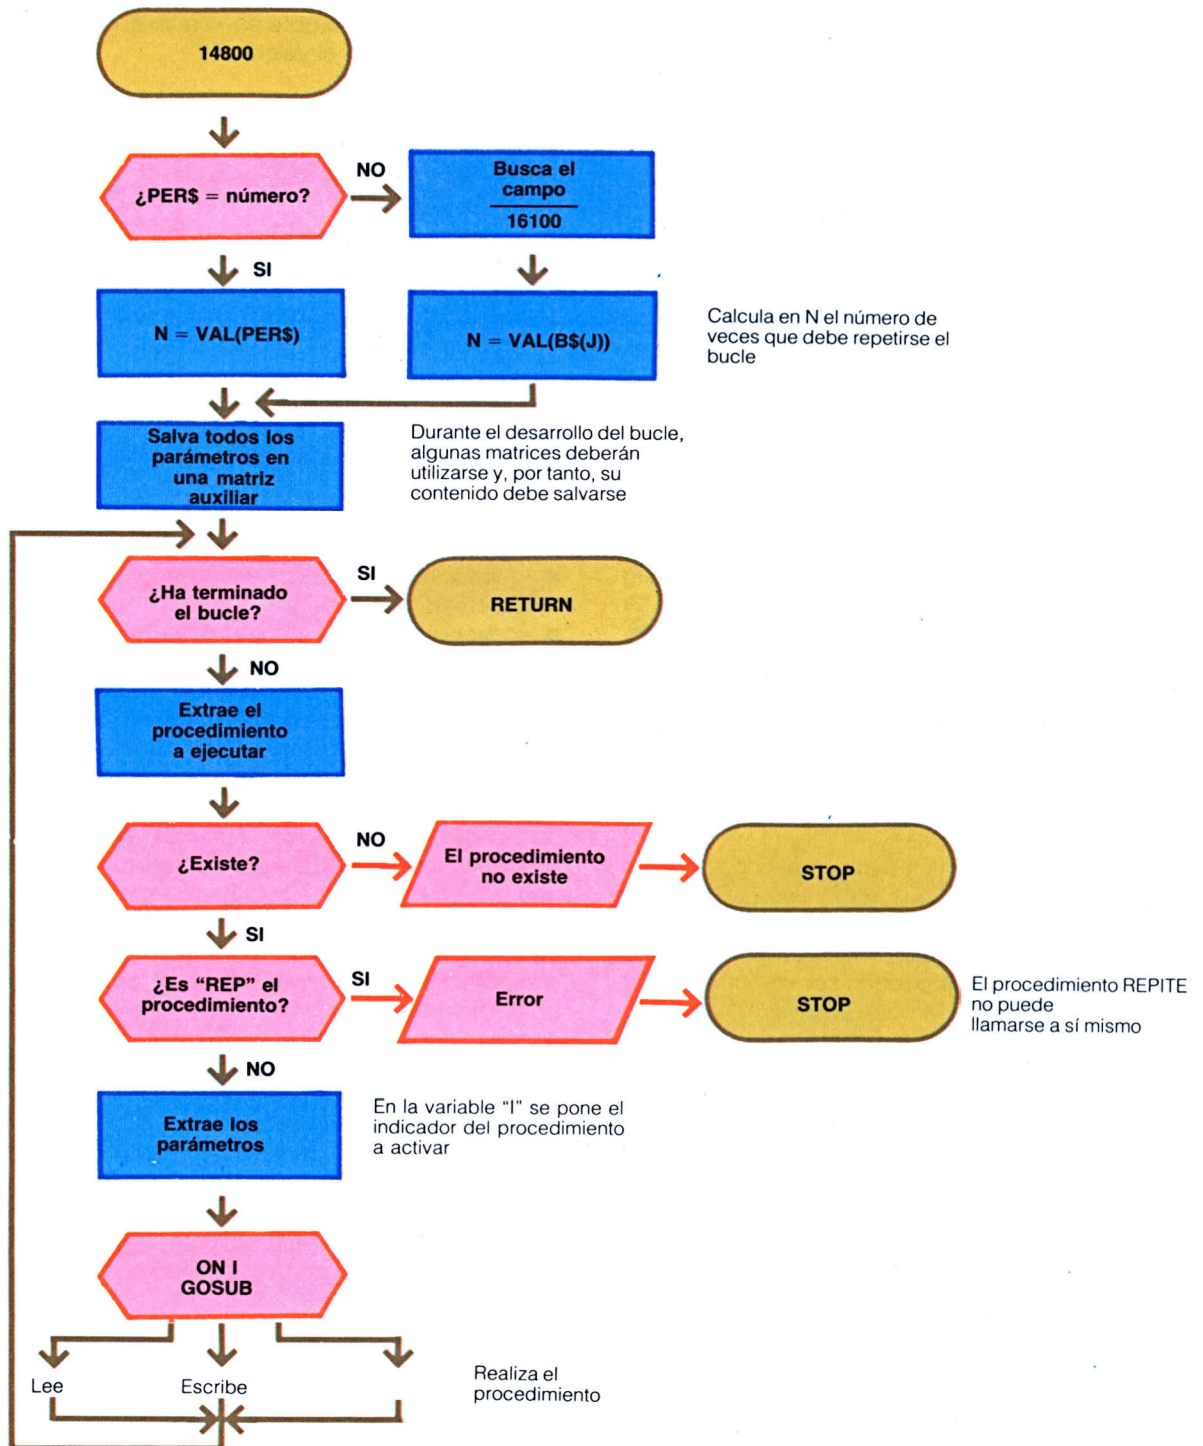 14800
¿PER$ = número?
NO
Busca el
campo
16100
SI
N = VAL(PER$)
N = VAL(B$(J))
Calcula en N el número de
veces que debe repetirse el
bucle
Salva todos los
parámetros en
una matriz
auxiliar
Durante el desarrollo del bucle,
algunas matrices deberán
utilizarse y, por tanto, su
contenido debe salvarse
¿Ha terminado
el bucle?
SI
RETURN
NO
Extrae el
procedimiento
a ejecutar
¿Existe?
NO
El procedimiento
no existe
STOP
SI
¿Es “REP” el
procedimiento?
SI
Error
STOP
El procedimiento REPITE
no puede
llamarse a sí mismo
NO
Extrae los
parámetros
En la variable “I” se pone el
indicador del procedimiento
a activar
ON I
GOSUB
Lee
Escribe
Realiza el
procedimiento